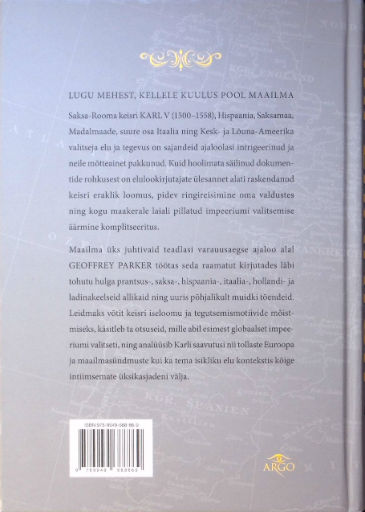 LUGU MEHEST, KELLELE KUULUS POOL MAAILMA
Saksa-Rooma keisri KARL V (1500–1558), Hispaania, Saksamaa,
Madalmaade, suure osa Itaalia ning Kesk- ja Lõuna-Ameerika
valitseja elu ja tegevus on sajandeid ajaloolasi intrigeerinud ja
neile mõtteainet pakkunud. Kuid hoolimata säilinud dokumen-
tide rohkusest on elulookirjutajate ülesannet alati raskendanud
keisri eraklik loomus, pidev ringireisimine oma valdustes
ning kogu maakerale laiali pillatud impeeriumi valitsemise
äärmine komplitseeritus.
Maailma üks juhtivaid teadlasi varauusaegse ajaloo alal
GEOFFREY PARKER töötas seda raamatut kirjutades läbi
tohutu hulga prantsus-, saksa-, hispaania-, itaalia-, hollandi- ja
ladinakeelseid allikaid ning uuris põhjalikult muidki tõendeid.
Leidmaks võtit keisri iseloomu ja tegutsemismotiivide mõist-
miseks, käsitleb ta otsuseid, mille abil esimest globaalset impee-
riumi valitseti, ning analüüsib Karli saavutusi nii tollaste Euroopa
ja maailmasündmuste kui ka tema isikliku elu kontekstis kõige
intiimsemate üksikasjadeni välja.
ARGO